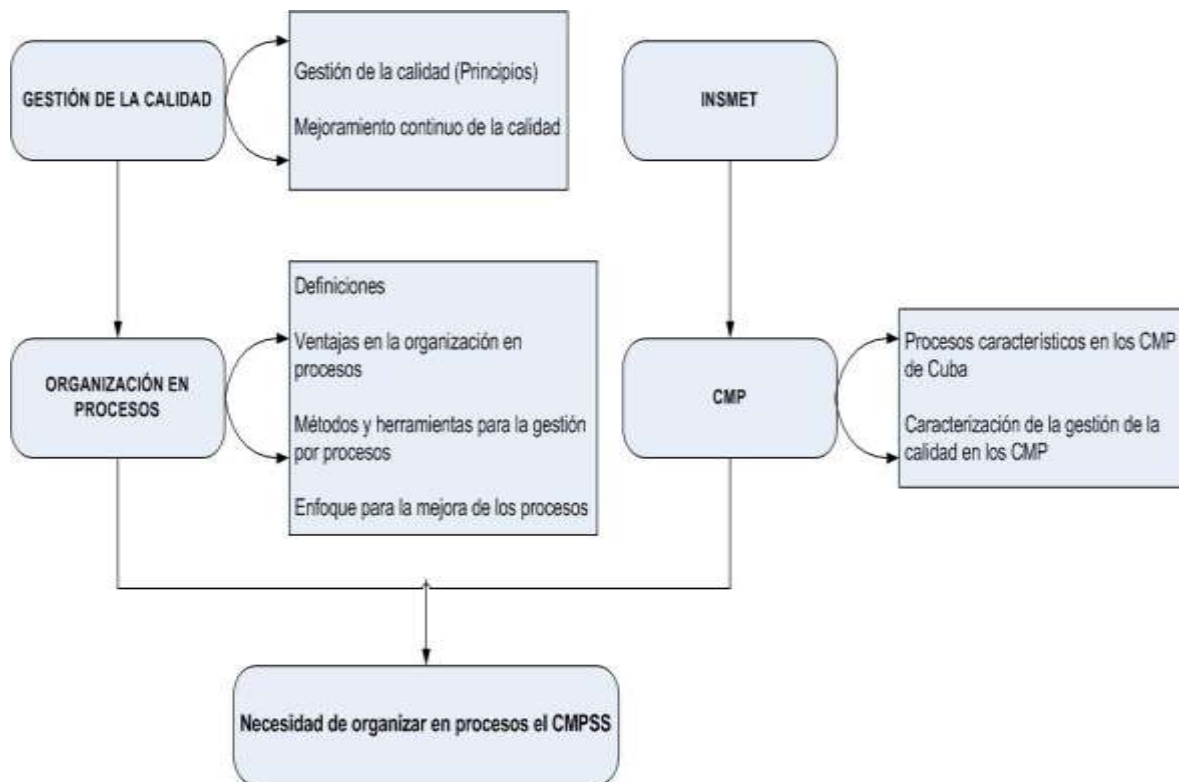 GESTIÓN DE LA CALIDAD
Gestión de la calidad (Principios)
Mejoramiento continuo de la calidad
INSMET
ORGANIZACIÓN EN
PROCESOS
Definiciones
Ventajas en la organización en
procesos
Métodos y herramientas para la gestión
por procesos
Enfoque para la mejora de los procesos
CMP
Procesos característicos en los CMP
de Cuba
Caracterización de la gestión de la
calidad en los CMP
Necesidad de organizar en procesos el CMPSS